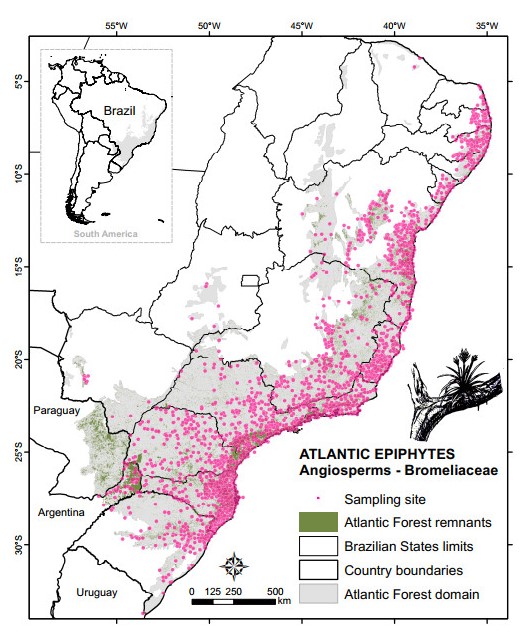 55°W 50°W 45°W 40°W 35°W
5°S
Brazil
10°S
South America
15°S
20°S
Paraguay
25°S
ATLANTIC EPIPHYTES
Angiosperms - Bromeliaceae
Sampling site
Argentina
Atlantic Forest remnants
Brazilian States limits
30°S
Country boundaries
Uruguay
0 125 250 500
km
Atlantic Forest domain